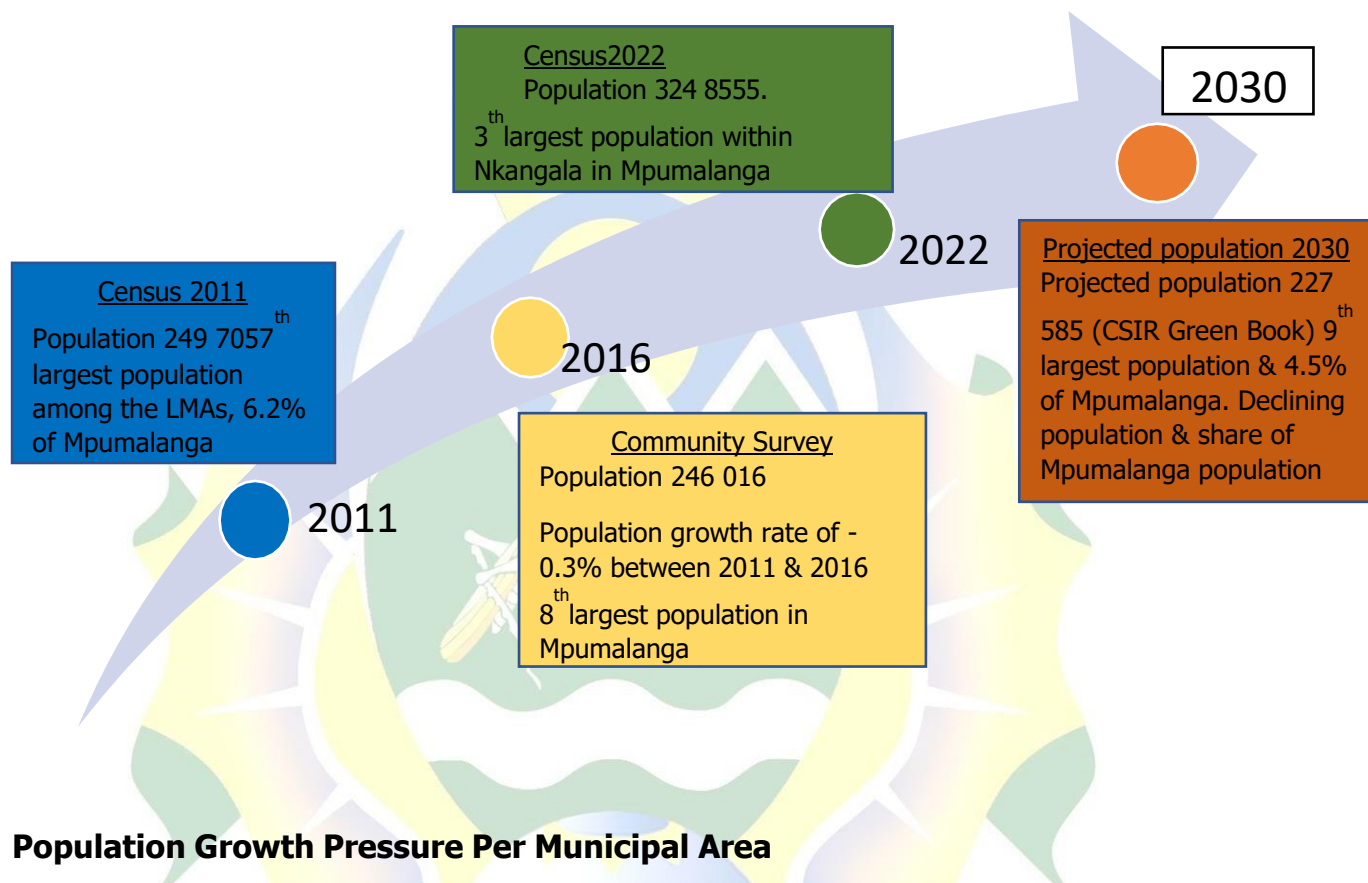 Census2022
Population 324 8555.
3th largest population within
Nkangala in Mpumalanga
2030
2022
Census 2011
Population 249 7057th
largest population
among the LMAs, 6.2%
of Mpumalanga
2016
2011
Community Survey
Population 246 016
Population growth rate of -
0.3% between 2011 & 2016
8th largest population in
Mpumalanga
Projected population 2030
Projected population 227
585 (CSIR Green Book) 9th
largest population & 4.5%
of Mpumalanga. Declining
population & share of
Mpumalanga population
Population Growth Pressure Per Municipal Area